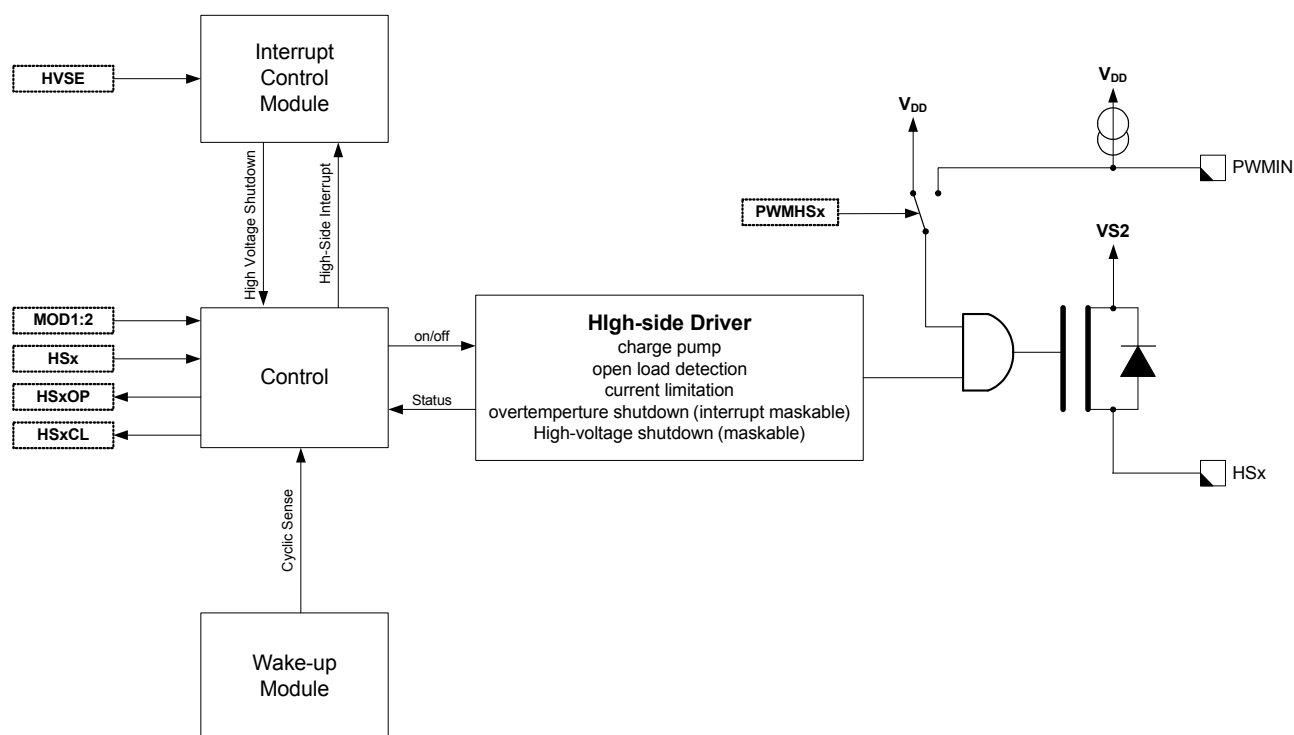 Interrupt
Control
Module
HVSE
High Voltage Shutdown
High-Side Interrupt
VDD
VDD
PWMIN
PWMHSx
VS2
MOD1:2
HSx
HSxOP
HSxCL
Control
on/off
Status
HIgh-side Driver
charge pump
open load detection
current limitation
overtemperture shutdown (interrupt maskable)
High-voltage shutdown (maskable)
HSx
Cyclic Sense
Wake-up
Module